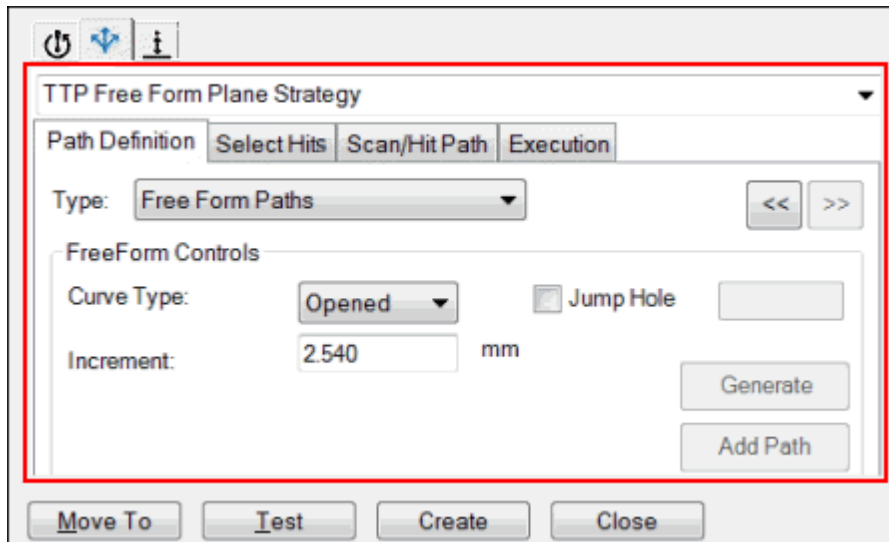 TTP Free Form Plane Strategy
Path Definition Select Hits Scan/Hit Path Execution
Type: Free Form Paths << >>
FreeForm Controls
Curve Type: Opened Jump Hole
Increment: 2.540 mm
Generate
Add Path
Move To Test Create Close